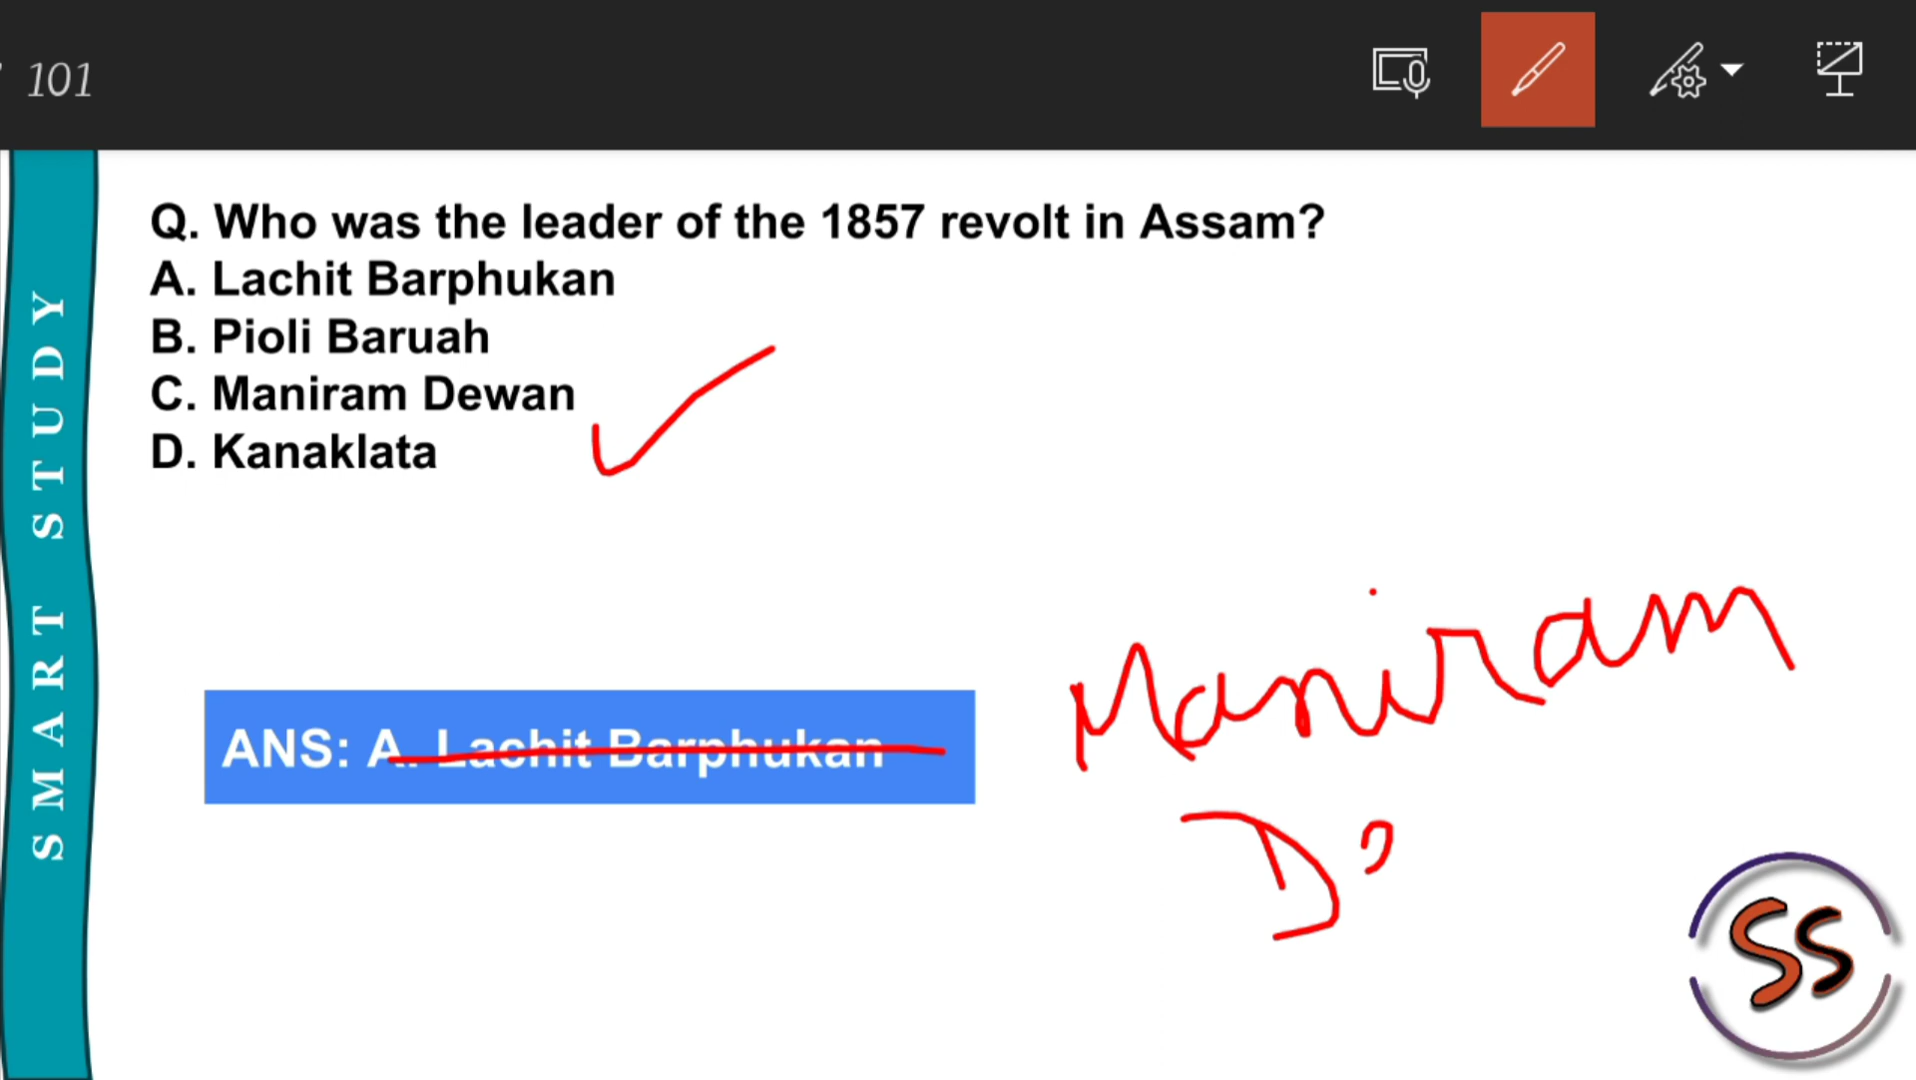 101
SMART STUDY
Q. Who was the leader of the 1857 revolt in Assam?
A. Lachit Barphukan
B. Pioli Baruah
C. Maniram Dewan
D. Kanaklata
ANS: A. Lachit Barphukan
Maniram
D
SS